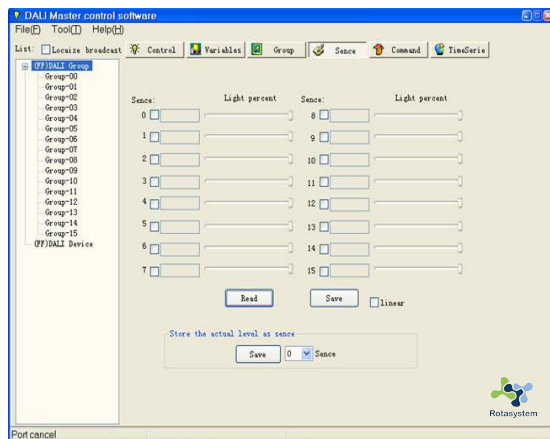 DALI Master control software
File(F) Tool(T) Help(H)
List: Locaize broadcast Control Variables Group Sence Command TimeSerie
(FF)DALI Group
Group-00
Group-01
Group-02
Group-03
Group-04
Group-05
Group-06
Group-07
Group-08
Group-09
Group-10
Group-11
Group-12
Group-13
Group-14
Group-15
(FF)DALI Device
Sence: Light percent Sence: Light percent
0 8
1 9
2 10
3 11
4 12
5 13
6 14
7 15
Read Save linear
Store the actual level as sence
Save 0 Sence
Rotasystem
Port cancel